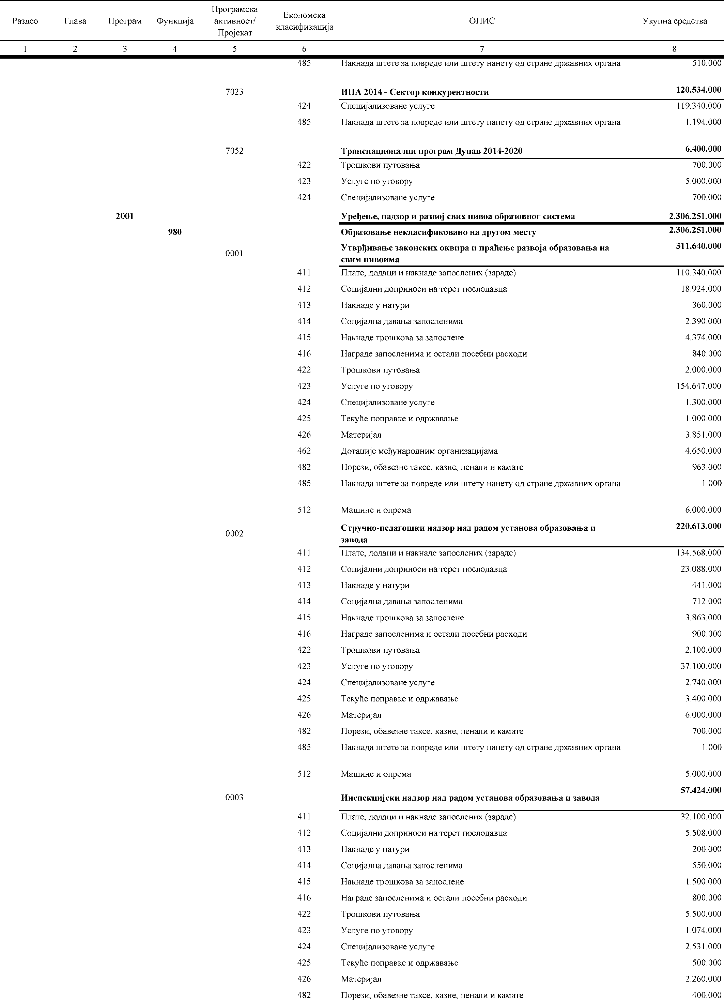 Раздео Глава Програм Функција Програмска активност/ Пројекат Економска класификација ОПИС Укупна средства
1 2 3 4 5 6 7 8
485 Накнада штете за повреде или штету нанету од стране државних органа 510.000
7023 ИПА 2014 - Сектор конкурентности 120.534.000
424 Специјализоване услуге 119.340.000
485 Накнада штете за повреде или штету нанету од стране државних органа 1.194.000
7052 Транснационални програм Дунав 2014-2020 6.400.000
422 Трошкови путовања 700.000
423 Услуге по уговору 5.000.000
424 Специјализоване услуге 700.000
2001 Уређење, надзор и развој свих нивоа образовног система 2.306.251.000
980 Образовање некласификовано на другом месту 2.306.251.000
0001 Утврђивање законских оквира и праћење развоја образовања на 311.640.000
свим нивоима
411 Плате, додаци и накнаде запослених (зараде) 110.340.000
412 Социјални доприноси на терет послодавца 18.924.000
413 Накнаде у натури 360.000
414 Социјална давања запосленима 2.390.000
415 Накнаде трошкова за запослене 4.374.000
416 Награде запосленима и остали посебни расходи 840.000
422 Трошкови путовања 2.000.000
423 Услуге по уговору 154.647.000
424 Специјализоване услуге 1.300.000
425 Текуће поправке и одржавање 1.000.000
426 Материјал 3.851.000
462 Дотације међународним организацијама 4.650.000
482 Порези, обавезне таксе, казне, пенали и камате 963.000
485 Накнада штете за повреде или штету нанету од стране државних органа 1.000
512 Машине и опрема 6.000.000
0002 Стручно-педагошки надзор над радом установа образовања и 220.613.000
завода
411 Плате, додаци и накнаде запослених (зараде) 134.568.000
412 Социјални доприноси на терет послодавца 23.088.000
413 Накнаде у натури 441.000
414 Социјална давања запосленима 712.000
415 Накнаде трошкова за запослене 3.863.000
416 Награде запосленима и остали посебни расходи 900.000
422 Трошкови путовања 2.100.000
423 Услуге по уговору 37.100.000
424 Специјализоване услуге 2.740.000
425 Текуће поправке и одржавање 3.400.000
426 Материјал 6.000.000
482 Порези, обавезне таксе, казне, пенали и камате 700.000
485 Накнада штете за повреде или штету нанету од стране државних органа 1.000
512 Машине и опрема 5.000.000
0003 Инспекцијски надзор над радом установа образовања и завода 57.424.000
411 Плате, додаци и накнаде запослених (зараде) 32.100.000
412 Социјални доприноси на терет послодавца 5.508.000
413 Накнаде у натури 200.000
414 Социјална давања запосленима 550.000
415 Накнаде трошкова за запослене 1.500.000
416 Награде запосленима и остали посебни расходи 800.000
422 Трошкови путовања 5.500.000
423 Услуге по уговору 1.074.000
424 Специјализоване услуге 2.531.000
425 Текуће поправке и одржавање 500.000
426 Материјал 2.260.000
482 Порези, обавезне таксе, казне, пенали и камате 400.000